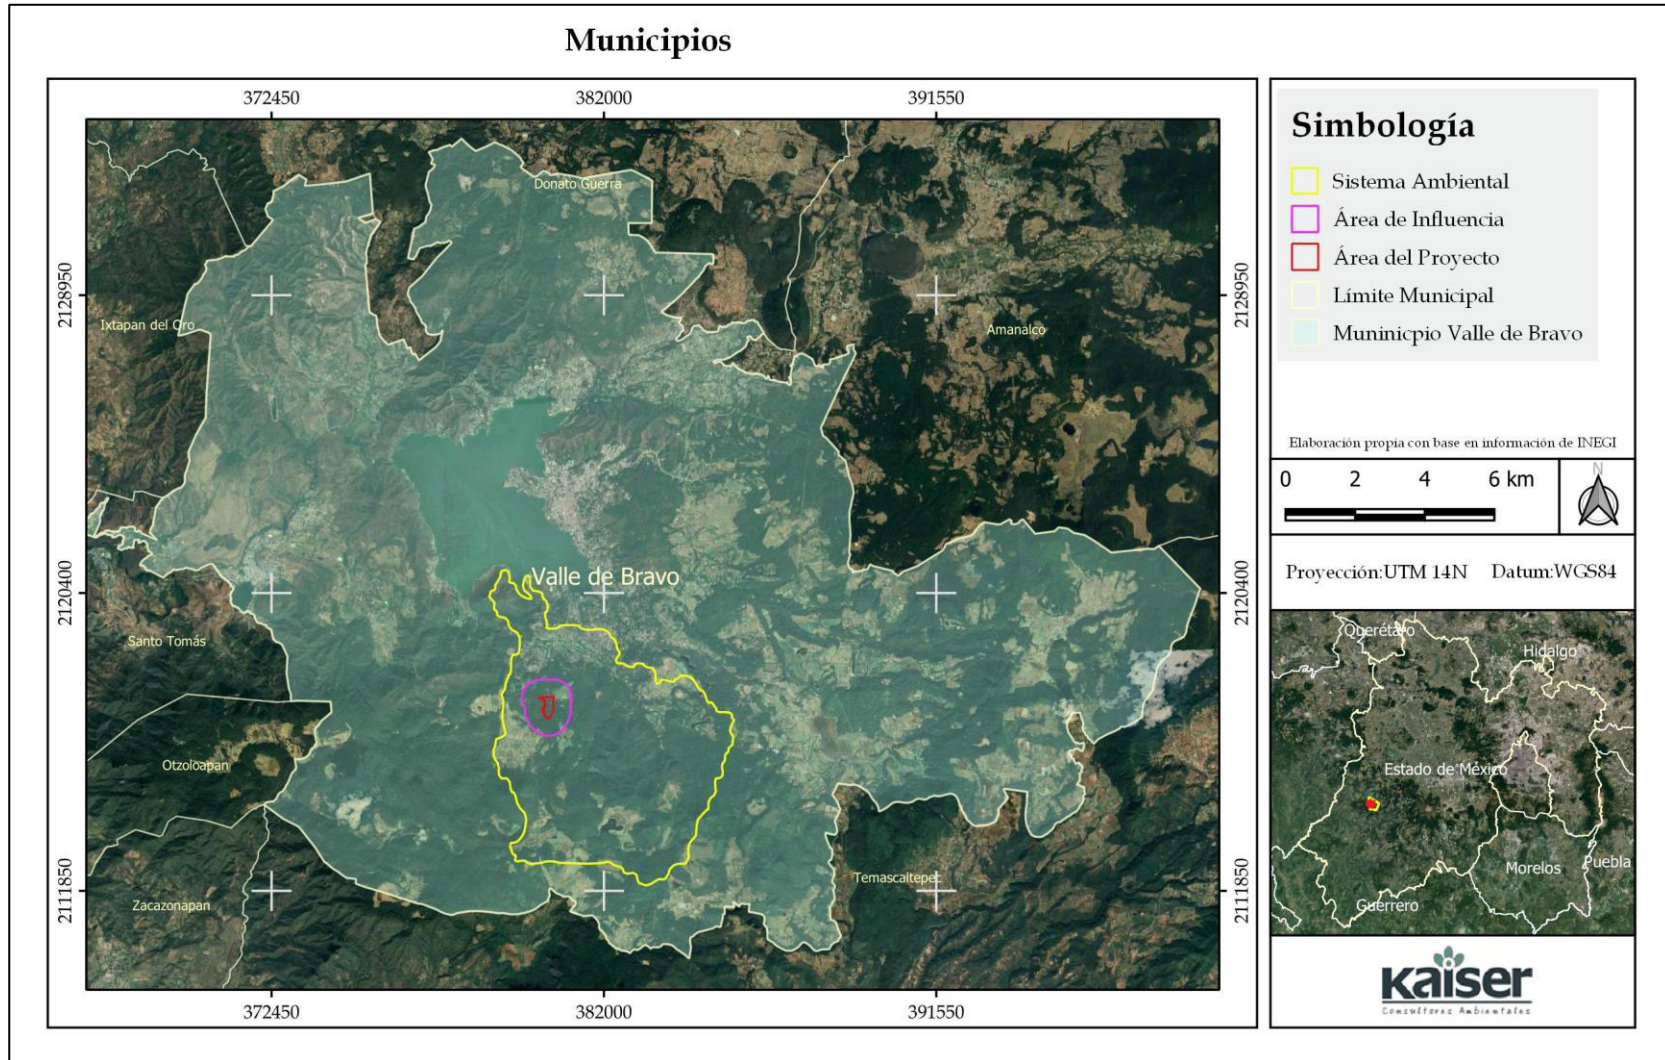 Municipios
372450
382000
391550
2128950
2128950
2120400
2120400
2111850
2111850
372450
382000
391550
Donato Guerra
Ixtapan del Oro
Amanalco
Valle de Bravo
Santo Tomás
Otzoloapan
Temascaltepec
Zacazonapan
Simbología
Sistema Ambiental
Área de Influencia
Área del Proyecto
Límite Municipal
Muninicpio Valle de Bravo
Elaboración propia con base en información de INEGI
0 2 4 6 km
N
Proyección:UTM 14N Datum:WGS84
Querétaro
Hidalgo
Estado de México
Morelos
Puebla
Guerrero
Kaiser
Consultores Ambientales